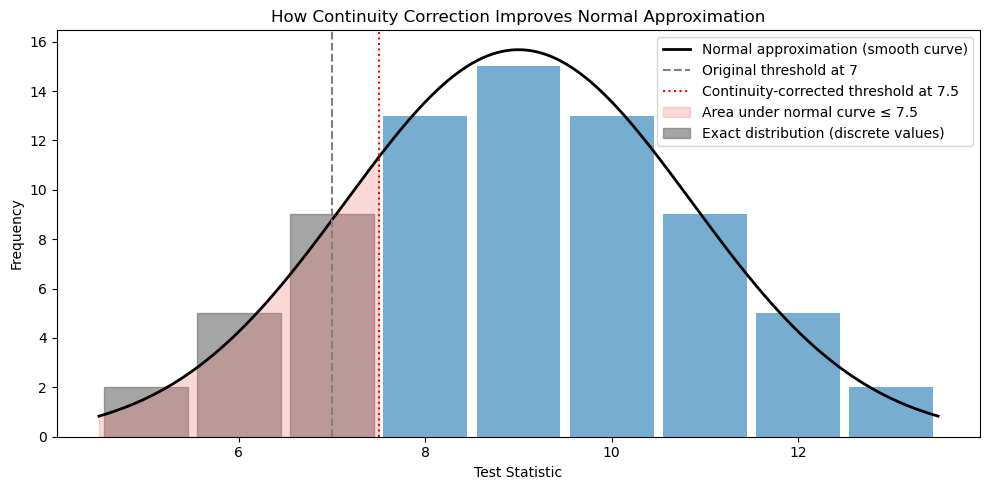 How Continuity Correction Improves Normal Approximation
Normal approximation (smooth curve)
Original threshold at 7
Continuity-corrected threshold at 7.5
Area under normal curve ≤ 7.5
Exact distribution (discrete values)
Frequency
16
14
12
10
8
6
4
2
0
6 8 10 12
Test Statistic